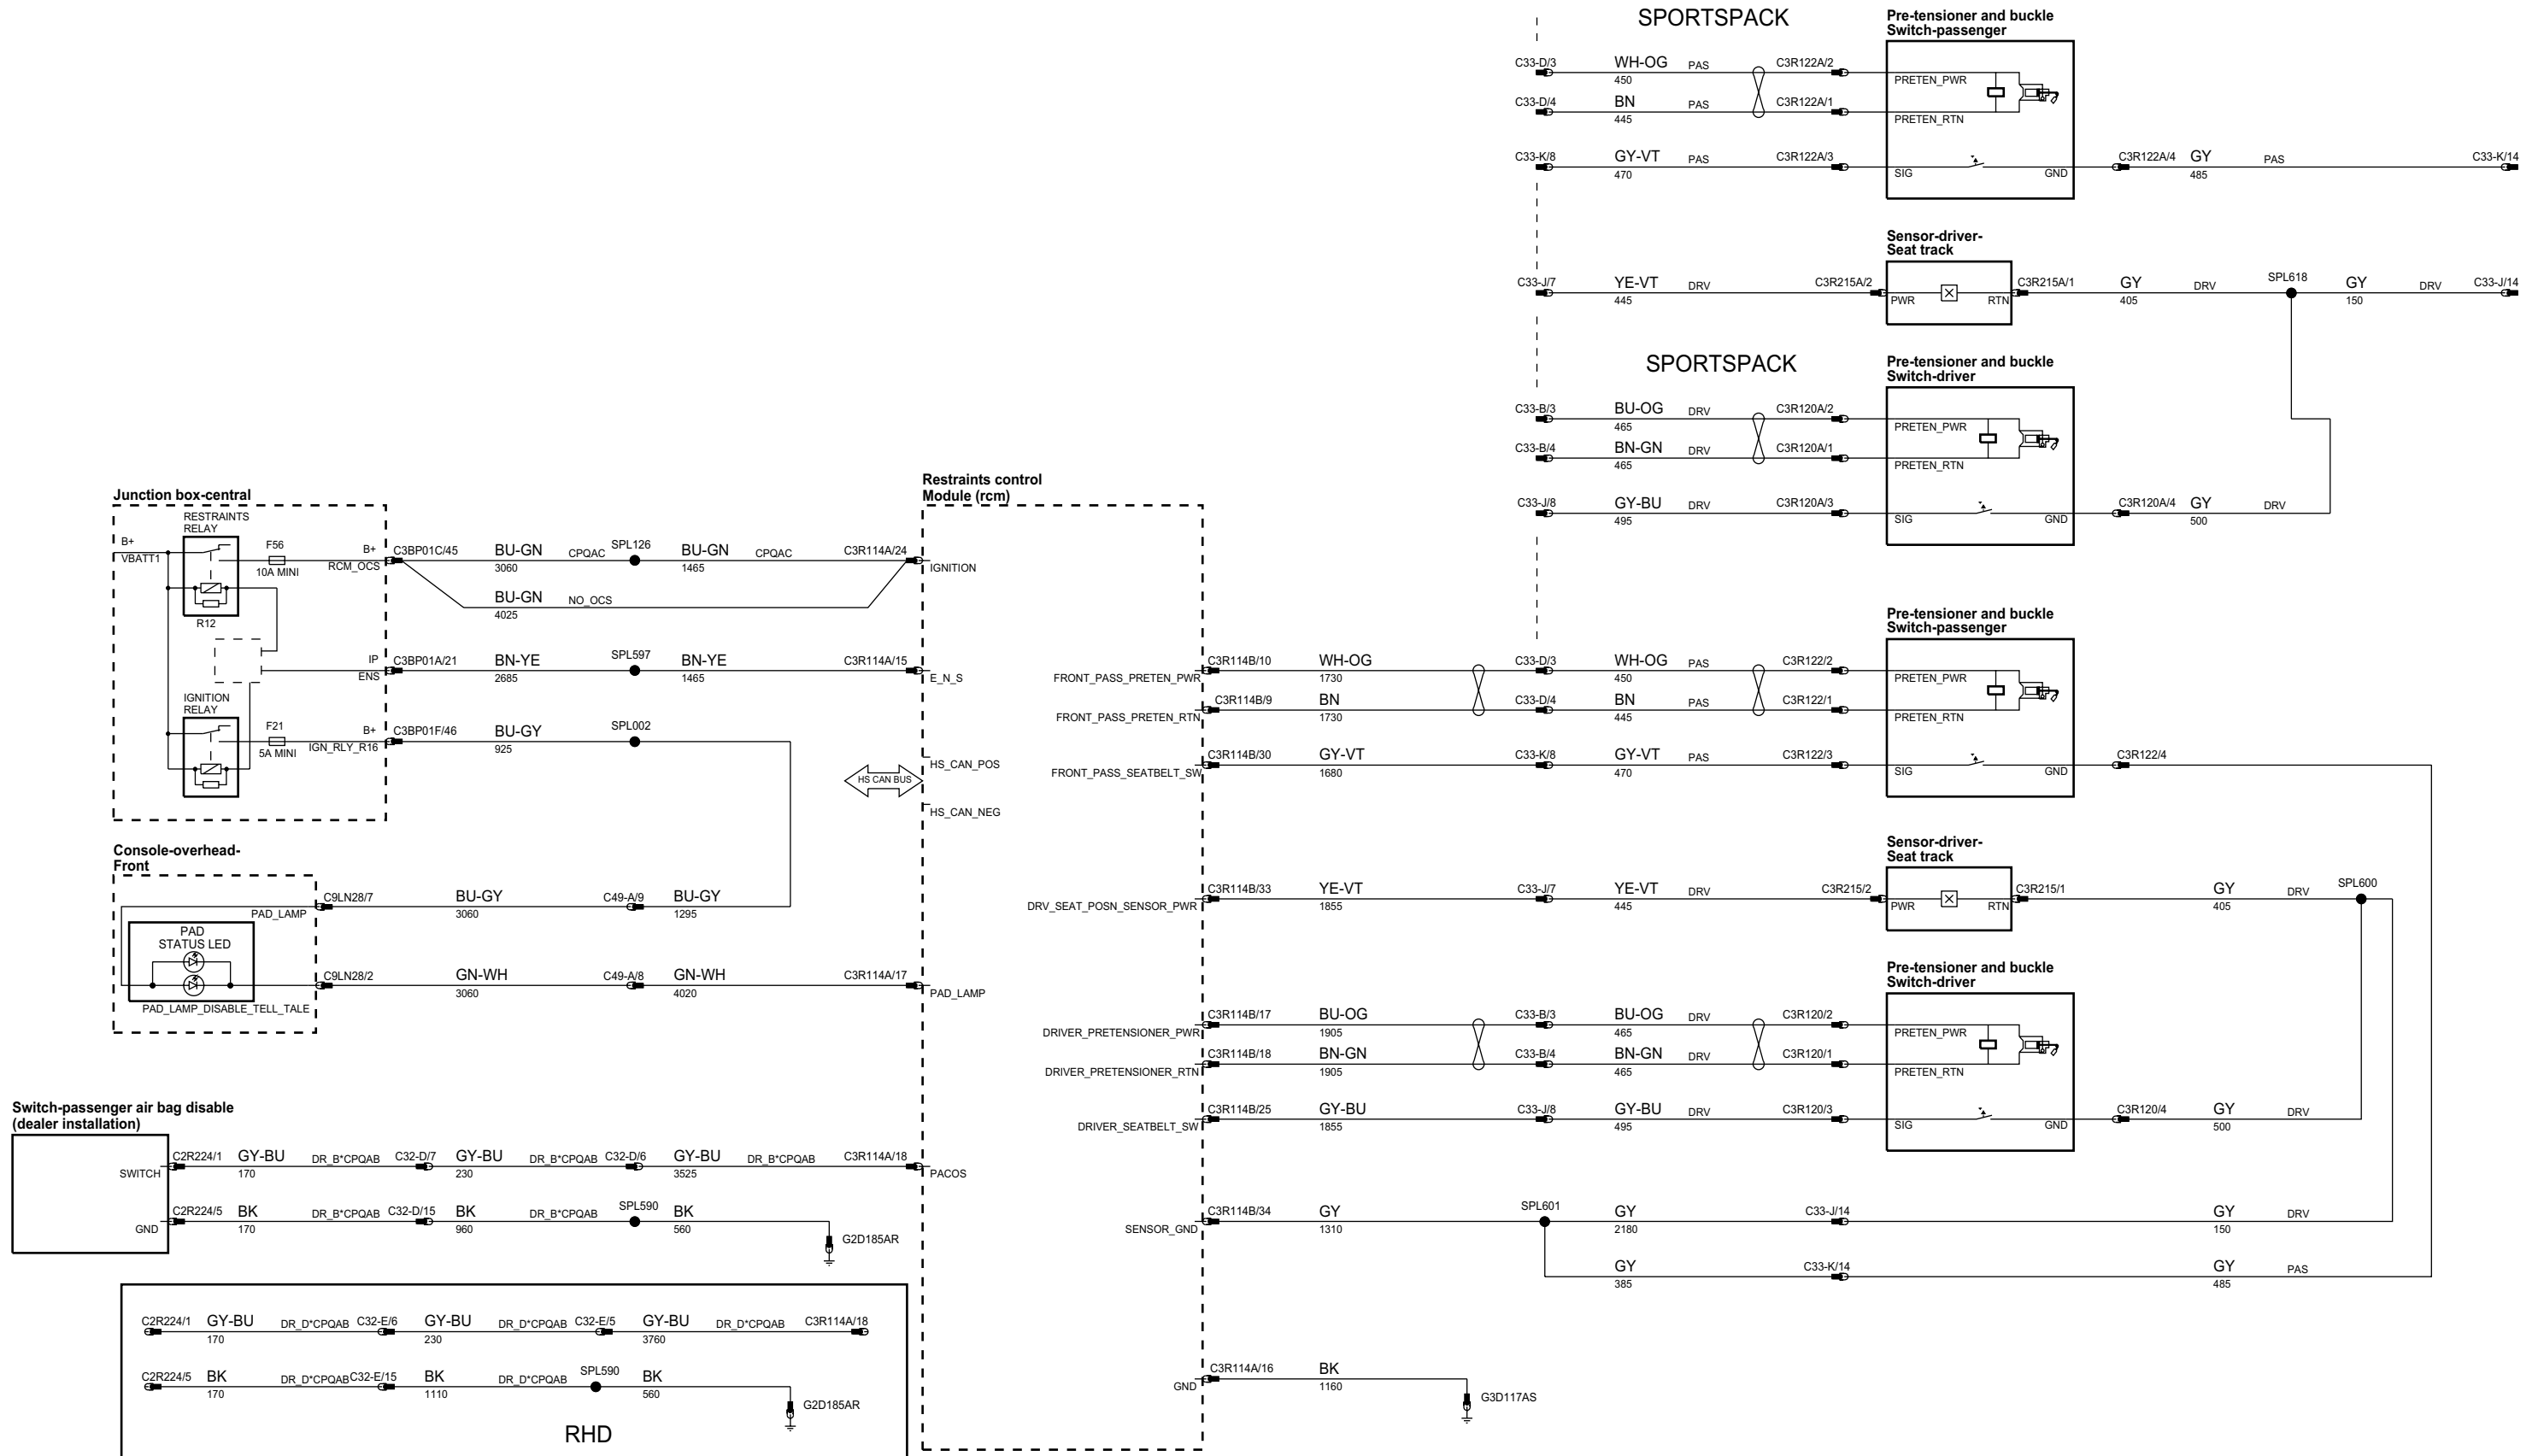 SPORTSPACK
Pre-tensioner and buckle
Switch-passenger
C33-D/3 WH-OG PAS C3R122A/2
450
PRETEN_PWR
C33-D/4 BN PAS C3R122A/1
445
PRETEN_RTN
C33-K/8 GY-VT PAS C3R122A/3
470
SIG GND
C3R122A/4 GY PAS C33-K/14
485
Sensor-driver-
Seat track
C33-J/7 YE-VT DRV C3R215A/2
445
PWR RTN
C3R215A/1 GY DRV SPL618 GY DRV C33-J/14
405 150
SPORTSPACK
Pre-tensioner and buckle
Switch-driver
C33-B/3 BU-OG DRV C3R120A/2
465
PRETEN_PWR
C33-B/4 BN-GN DRV C3R120A/1
465
PRETEN_RTN
C33-J/8 GY-BU DRV C3R120A/3
495
SIG GND
C3R120A/4 GY DRV
500
Junction box-central
RESTRAINTS
RELAY
B+
VBATT1
F56
10A MINI
B+
RCM_OCS
R12
C3BP01C/45 BU-GN CPQAC SPL126 BU-GN CPQAC C3R114A/24
3060 1465
BU-GN NO_OCS
4025
IP
ENS
C3BP01A/21 BN-YE SPL597 BN-YE C3R114A/15
2685 1465
IGNITION
RELAY
F21
5A MINI
B+
IGN_RLY_R16
C3BP01F/46 BU-GY SPL002
925
Console-overhead-
Front
PAD_LAMP
C9LN28/7 BU-GY C49-A/9 BU-GY
3060 1295
PAD
STATUS LED
C9LN28/2 GN-WH C49-A/8 GN-WH C3R114A/17
3060 4020
PAD_LAMP_DISABLE_TELL_TALE
Switch-passenger air bag disable
(dealer installation)
SWITCH
C2R224/1 GY-BU DR_B*CPQAB C32-D/7 GY-BU DR_B*CPQAB C32-D/6 GY-BU DR_B*CPQAB C3R114A/18
170 230 3525
GND
C2R224/5 BK DR_B*CPQAB C32-D/15 BK DR_B*CPQAB SPL590 BK
170 960 560
G2D185AR
C2R224/1 GY-BU DR_D*CPQAB C32-E/6 GY-BU DR_D*CPQAB C32-E/5 GY-BU DR_D*CPQAB C3R114A/18
170 230 3760
C2R224/5 BK DR_D*CPQAB C32-E/15 BK DR_D*CPQAB SPL590 BK
170 1110 560
G2D185AR
RHD
Restraints control
Module (rcm)
IGNITION
E_N_S
HS CAN BUS
HS_CAN_POS
HS_CAN_NEG
PAD_LAMP
PACOS
FRONT_PASS_PRETEN_PWR
FRONT_PASS_PRETEN_RTN
FRONT_PASS_SEATBELT_SW
DRV_SEAT_POSN_SENSOR_PWR
DRIVER_PRETENSIONER_PWR
DRIVER_PRETENSIONER_RTN
DRIVER_SEATBELT_SW
SENSOR_GND
GND
Pre-tensioner and buckle
Switch-passenger
C3R114B/10 WH-OG C33-D/3 WH-OG PAS C3R122/2
1730 450
PRETEN_PWR
C3R114B/9 BN C33-D/4 BN PAS C3R122/1
1730 445
PRETEN_RTN
C3R114B/30 GY-VT C33-K/8 GY-VT PAS C3R122/3
1680 470
SIG GND
C3R122/4
Sensor-driver-
Seat track
C3R114B/33 YE-VT C33-J/7 YE-VT DRV C3R215/2
1855 445
PWR RTN
C3R215/1 GY DRV SPL600
405
Pre-tensioner and buckle
Switch-driver
C3R114B/17 BU-OG C33-B/3 BU-OG DRV C3R120/2
1905 465
PRETEN_PWR
C3R114B/18 BN-GN C33-B/4 BN-GN DRV C3R120/1
1905 465
PRETEN_RTN
C3R114B/25 GY-BU C33-J/8 GY-BU DRV C3R120/3
1855 495
SIG GND
C3R120/4 GY DRV
500
C3R114B/34 GY SPL601 GY C33-J/14 GY DRV
1310 2180 150
GY C33-K/14 GY PAS
385 485
C3R114A/16 BK
1160
G3D117AS